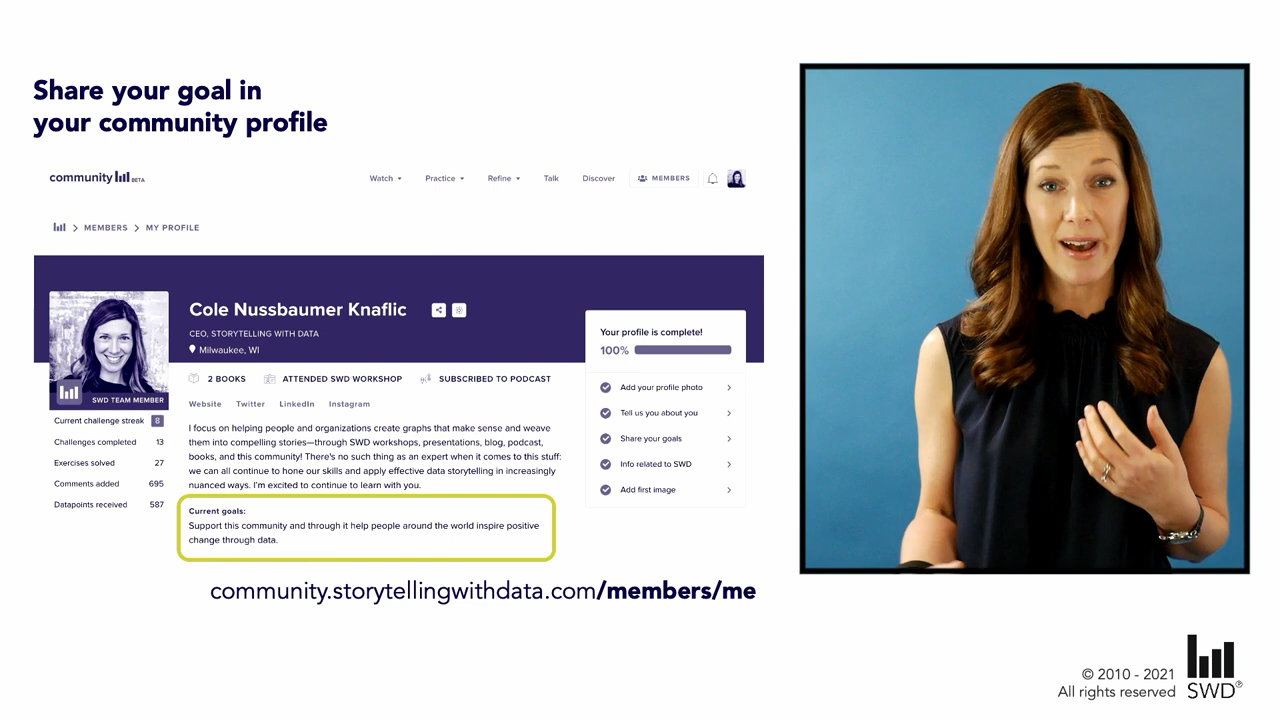 Share your goal in
your community profile
community BETA
Watch
Practice
Refine
Talk
Discover
MEMBERS
MEMBERS
MY PROFILE
Cole Nussbaumer Knaflic
CEO, STORYTELLING WITH DATA
Milwaukee, WI
SWD TEAM MEMBER
2 BOOKS
ATTENDED SWD WORKSHOP
SUBSCRIBED TO PODCAST
Website
Twitter
LinkedIn
Instagram
Current challenge streak 8
Challenges completed 13
Exercises solved 27
Comments added 695
Datapoints received 587
I focus on helping people and organizations create graphs that make sense and weave
them into compelling stories—through SWD workshops, presentations, blog, podcast,
books, and this community! There's no such thing as an expert when it comes to this stuff:
we can all continue to hone our skills and apply effective data storytelling in increasingly
nuanced ways. I'm excited to continue to learn with you.
Current goals:
Support this community and through it help people around the world inspire positive
change through data.
Your profile is complete!
100%
Add your profile photo
Tell us you about you
Share your goals
Info related to SWD
Add first image
community.storytellingwithdata.com/members/me
© 2010 - 2021
All rights reserved
SWD®